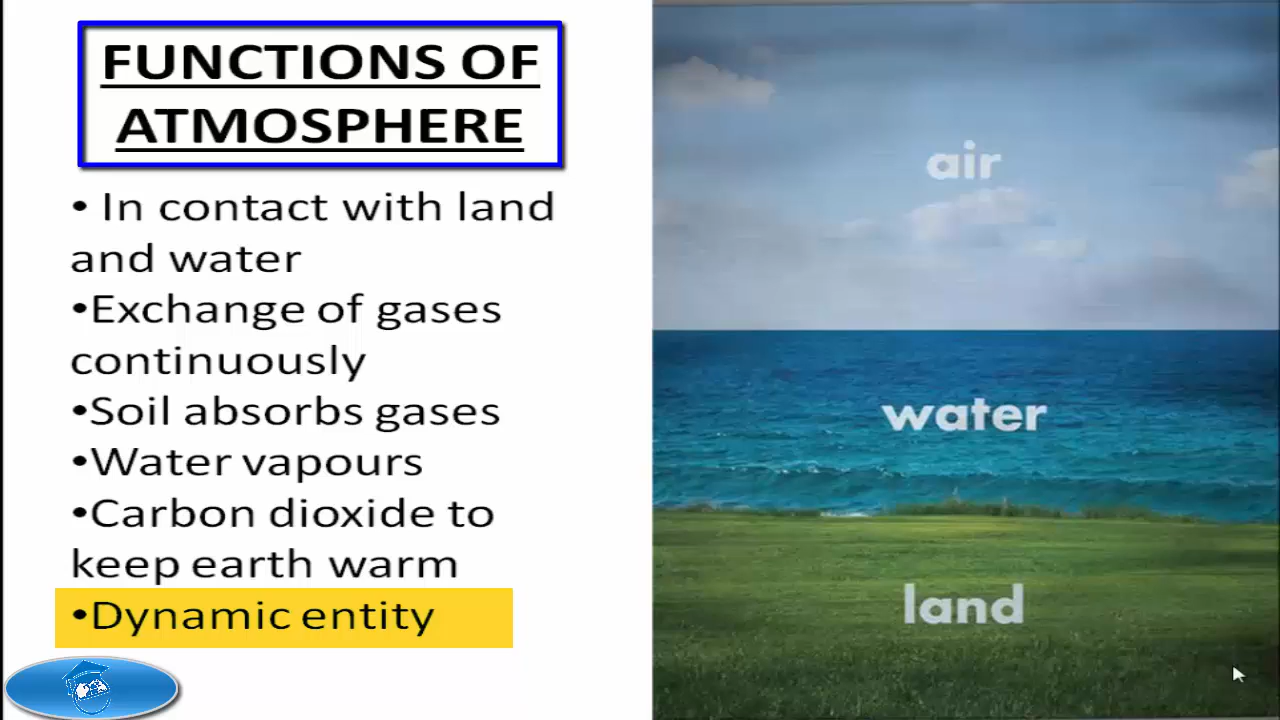 FUNCTIONS OF
ATMOSPHERE
• In contact with land
and water
•Exchange of gases
continuously
•Soil absorbs gases
•Water vapours
•Carbon dioxide to
keep earth warm
•Dynamic entity
air
water
land